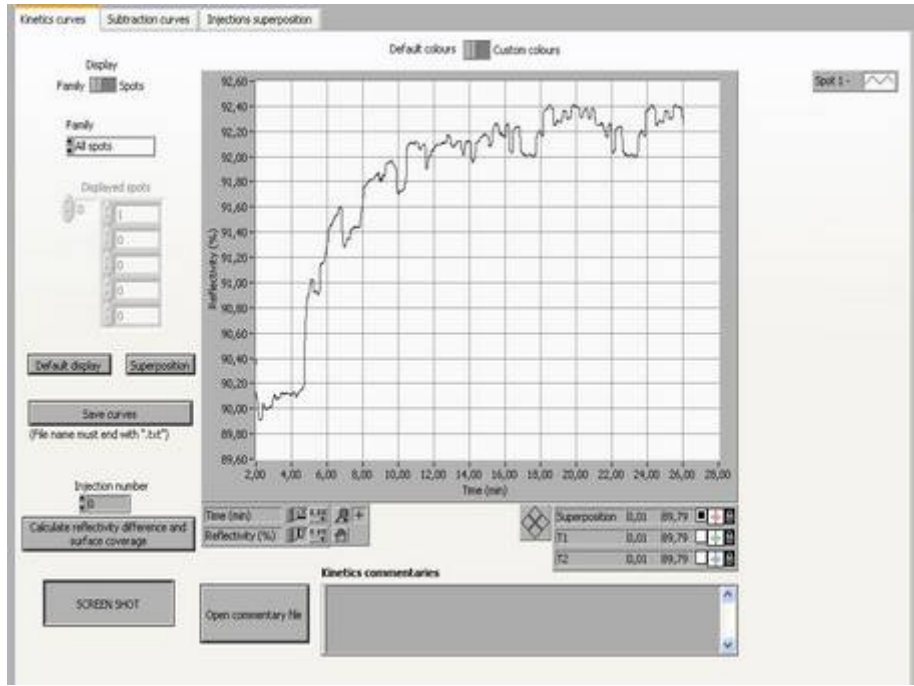 Kinetics curves
Subtraction curves
Injections superposition
Default colours
Custom colours
Display
Family
Spots
Family
All spots
Displayed spots
0
1
0
0
0
0
Default display
Superposition
Save curves
(File name must end with ".txt")
Injection number
0
Calculate reflectivity difference and
surface coverage
SCREEN SHOT
Spot 1 -
Reflectivity (%)
92,60
92,40
92,20
92,00
91,80
91,60
91,40
91,20
91,00
90,80
90,60
90,40
90,20
90,00
89,80
89,60
2,00 4,00 6,00 8,00 10,00 12,00 14,00 16,00 18,00 20,00 22,00 24,00 26,00 28,00
Time (min)
Time (min)
Reflectivity (%)
Superposition 0,01 89,79
T1 0,01 89,79
T2 0,01 89,79
Kinetics commentaries
Open commentary file